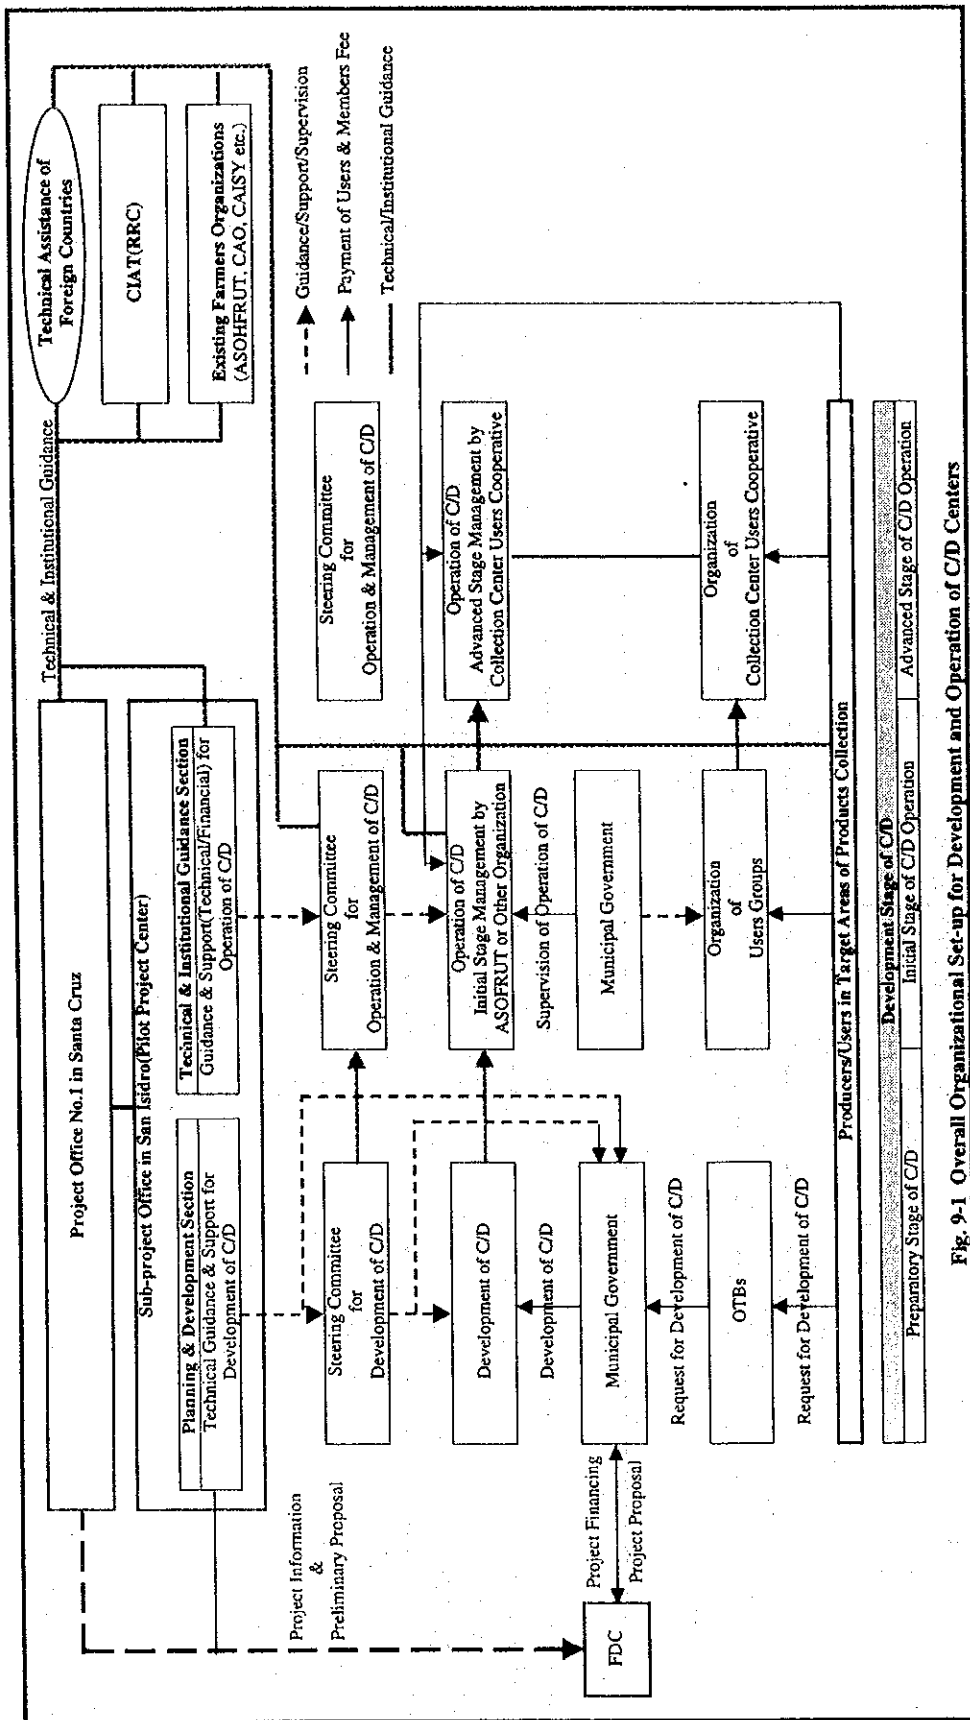 Project Office No.1 in Santa Cruz
Technical & Institutional Guidance
Technical Assistance of
Foreign Countries
Sub-project Office in San Isidro(Pilot Project Center)
Planning & Development Section
Technical Guidance & Support for
Development of C/D
Technical & Institutional Guidance Section
Guidance & Support(Technical/Financial) for
Operation of C/D
CIAT(RRC)
Existing Farmers Organizations
(ASOHFRUT, CAO, CAISY etc.)
Project Information
&
Preliminary Proposal
Steering Committee
for
Development of C/D
Steering Committee
for
Operation & Management of C/D
Steering Committee
for
Operation & Management of C/D
Guidance/Support/Supervision
Payment of Users & Members Fee
Technical/Institutional Guidance
Development of C/D
Operation of C/D
Initial Stage Management by
ASOFRUT or Other Organization
Operation of C/D
Advanced Stage Management by
Collection Center Users Cooperative
Development of C/D
Supervision of Operation of C/D
FDC
Project Financing
Project Proposal
Municipal Government
Municipal Government
Request for Development of C/D
OTBs
Organization
of
Users Groups
Organization
of
Collection Center Users Cooperative
Request for Development of C/D
Producers/Users in Target Areas of Products Collection
Development Stage of C/D
Preparatory Stage of C/D
Initial Stage of C/D Operation
Advanced Stage of C/D Operation
Fig. 9-1 Overall Organizational Set-up for Development and Operation of C/D Centers